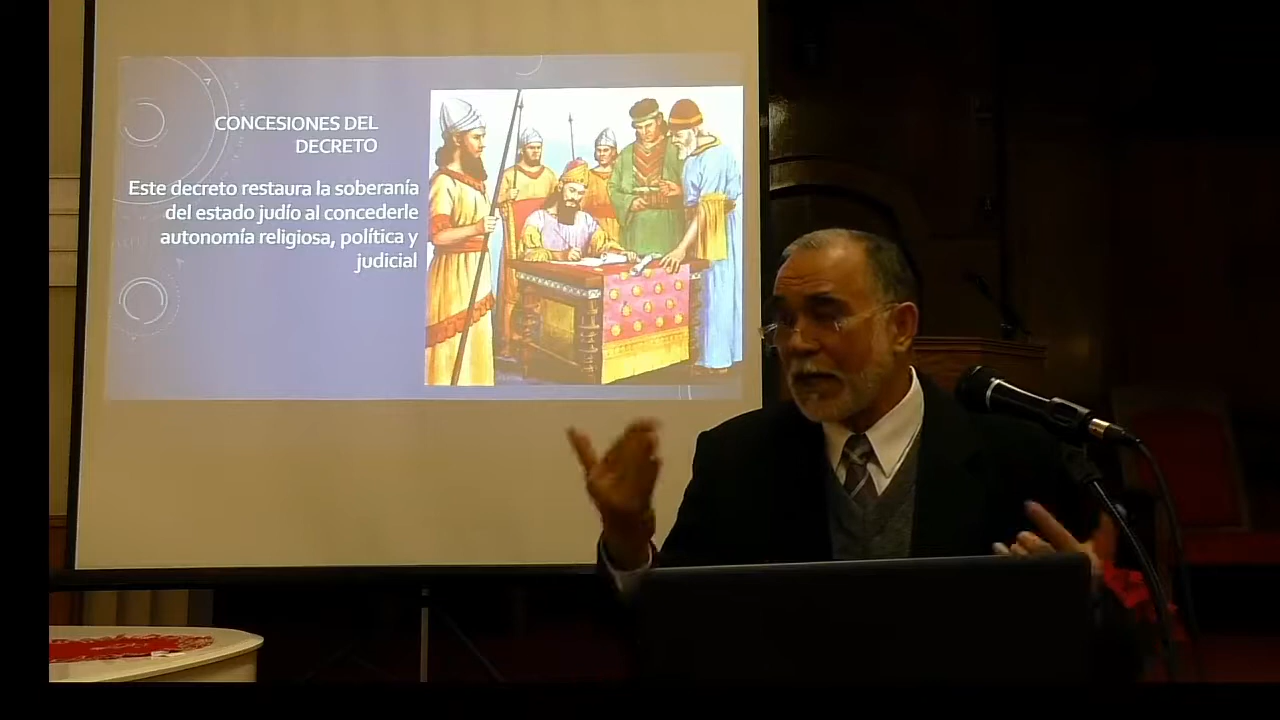 CONCESIONES DEL
DECRETO
Este decreto restaura la soberanía
del estado judío al concederle
autonomía religiosa, política y
judicial